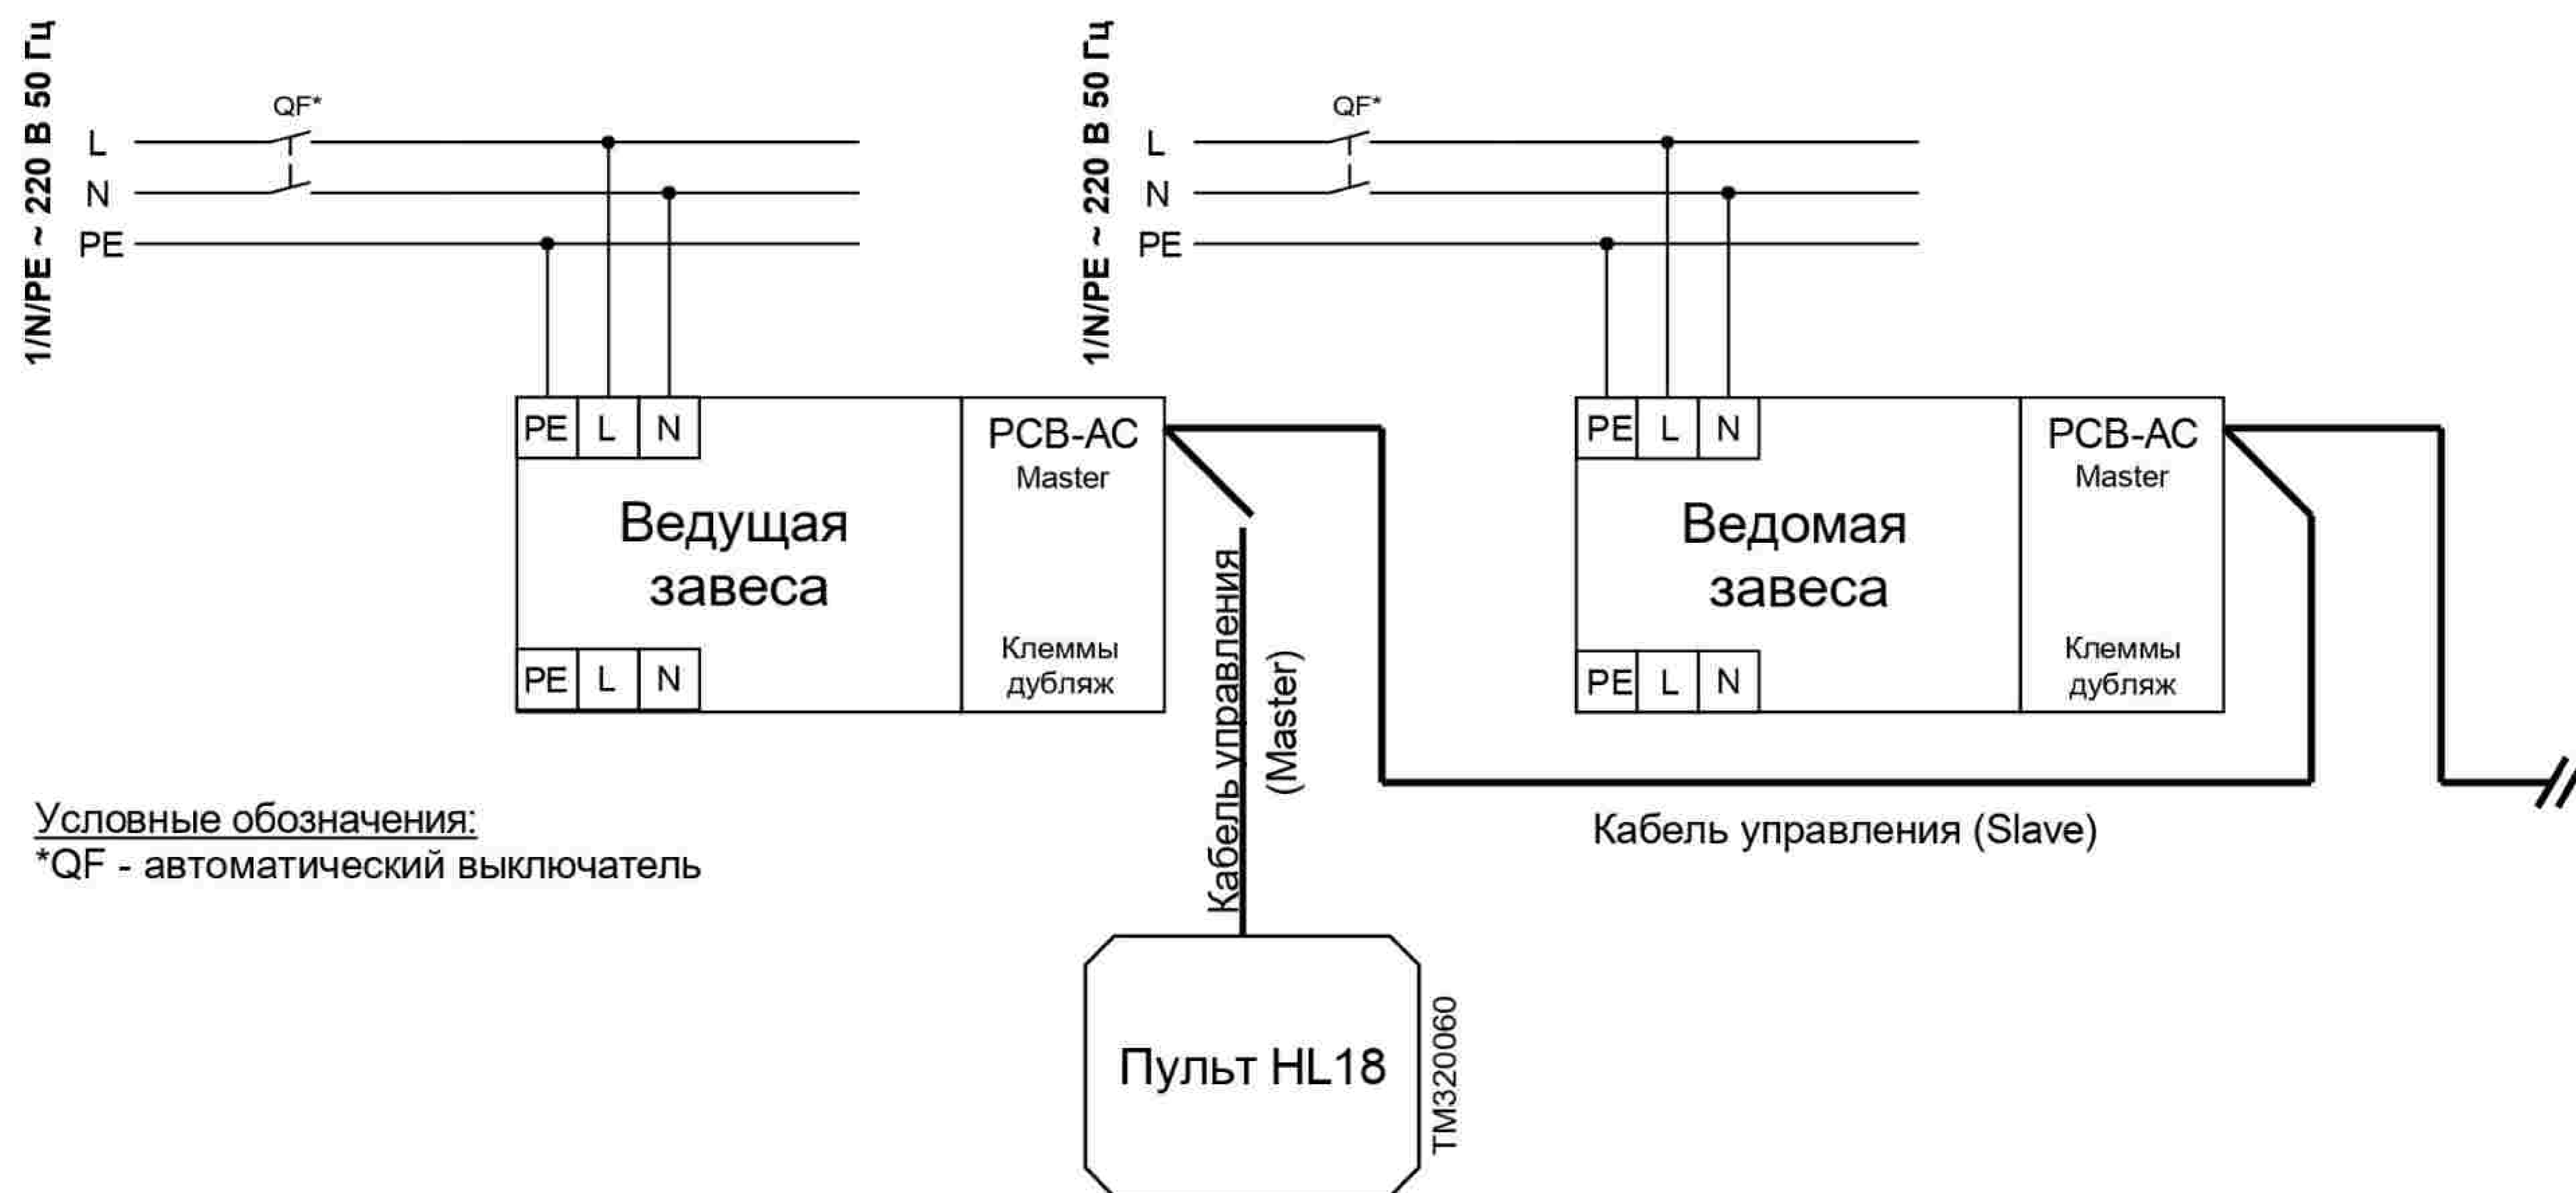 1/N/PE ~ 220 В 50 Гц
QF*
L
N
PE
PE L N
Ведущая
завеса
PE L N
PCB-AC
Master
Клеммы
дубляж
1/N/PE ~ 220 В 50 Гц
QF*
L
N
PE
PE L N
Ведомая
завеса
PE L N
PCB-AC
Master
Клеммы
дубляж
Кабель управления
(Master)
Кабель управления (Slave)
Условные обозначения:
*QF - автоматический выключатель
Пульт HL18
TM320060